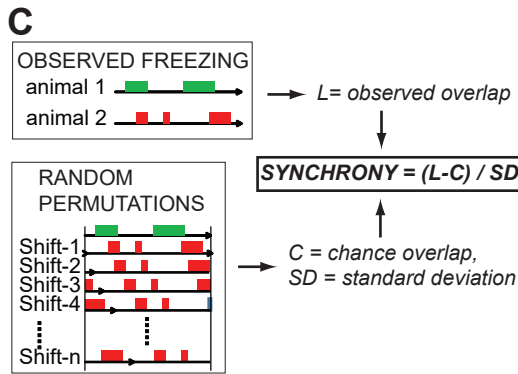 C
OBSERVED FREEZING
animal 1
animal 2
L= observed overlap
SYNCHRONY = (L-C) / SD
RANDOM
PERMUTATIONS
Shift-1
Shift-2
Shift-3
Shift-4
Shift-n
C = chance overlap,
SD = standard deviation